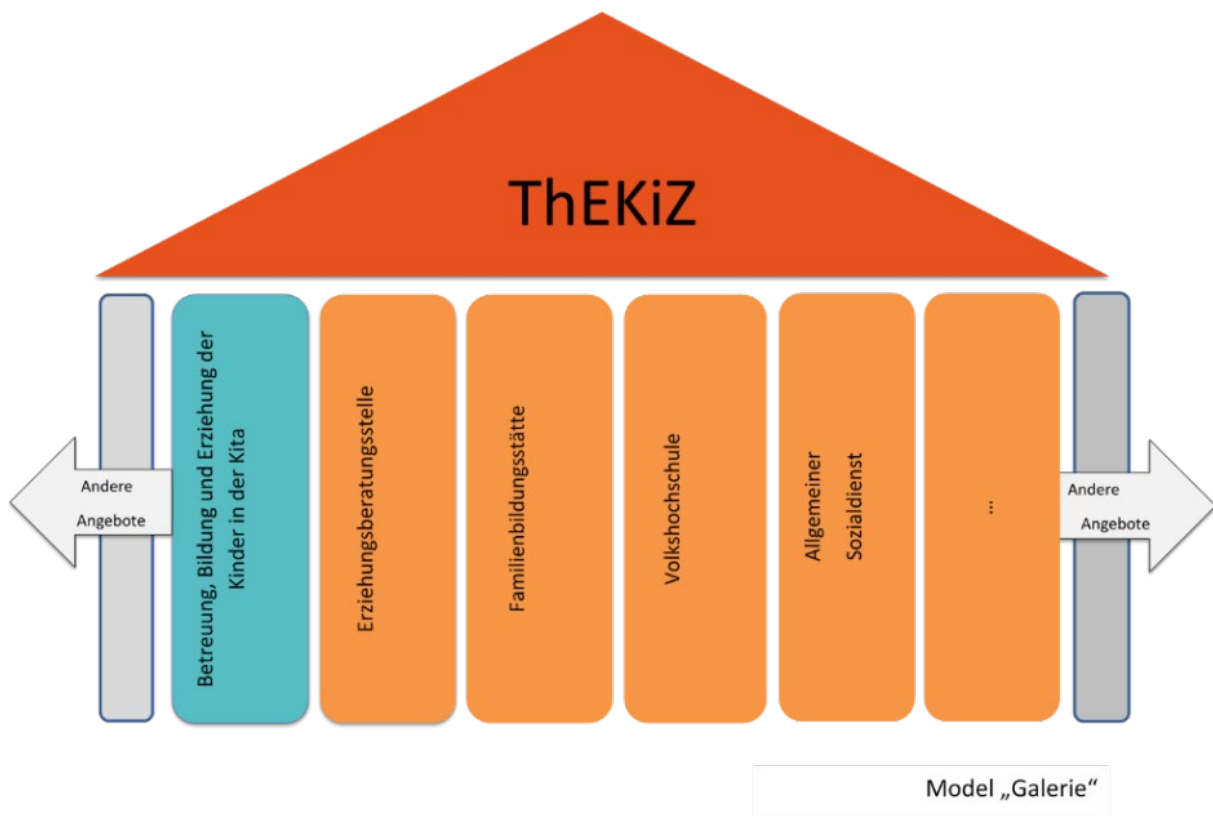 ThEKiZ
Andere
Angebote
Betreuung, Bildung und Erziehung der
Kinder in der Kita
Erziehungsberatungsstelle
Familienbildungsstätte
Volkshochschule
Allgemeiner
Sozialdienst
...
Andere
Angebote
Model „Galerie“